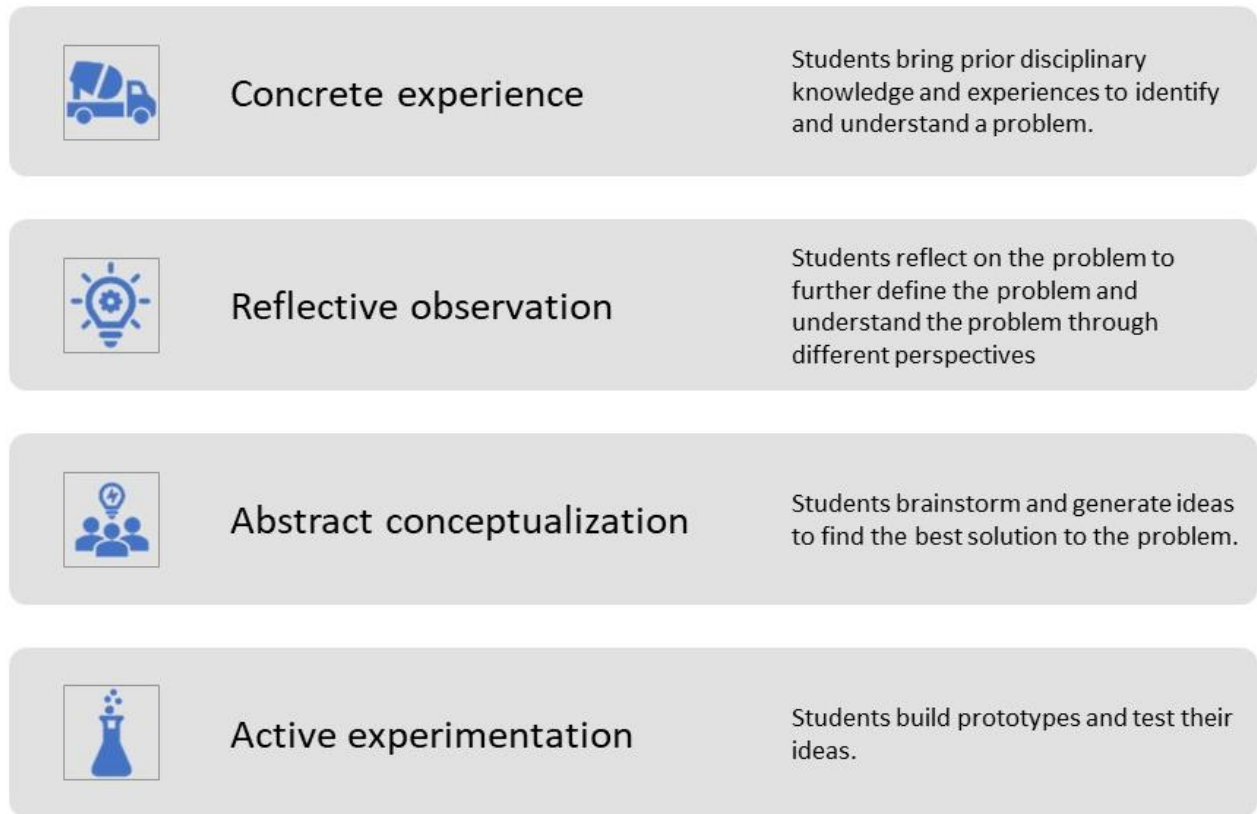 Concrete experience
Students bring prior disciplinary
knowledge and experiences to identify
and understand a problem.
Reflective observation
Students reflect on the problem to
further define the problem and
understand the problem through
different perspectives
Abstract conceptualization
Students brainstorm and generate ideas
to find the best solution to the problem.
Active experimentation
Students build prototypes and test their
ideas.